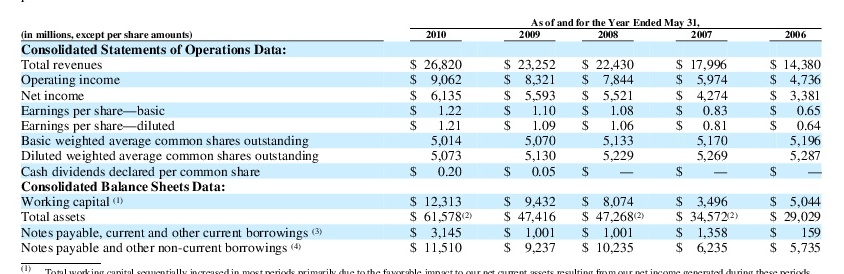 As of and for the Year Ended May 31,
(in millions, except per share amounts) 2010 2009 2008 2007 2006
Consolidated Statements of Operations Data:
Total revenues $ 26,820 $ 23,252 $ 22,430 $ 17,996 $ 14,380
Operating income $ 9,062 $ 8,321 $ 7,844 $ 5,974 $ 4,736
Net income $ 6,135 $ 5,593 $ 5,521 $ 4,274 $ 3,381
Earnings per share—basic $ 1.22 $ 1.10 $ 1.08 $ 0.83 $ 0.65
Earnings per share—diluted $ 1.21 $ 1.09 $ 1.06 $ 0.81 $ 0.64
Basic weighted average common shares outstanding 5,014 5,070 5,133 5,170 5,196
Diluted weighted average common shares outstanding 5,073 5,130 5,229 5,269 5,287
Cash dividends declared per common share $ 0.20 $ 0.05 $ — $ — $ —
Consolidated Balance Sheets Data:
Working capital (1) $ 12,313 $ 9,432 $ 8,074 $ 3,496 $ 5,044
Total assets $ 61,578(2) $ 47,416 $ 47,268(2) $ 34,572(2) $ 29,029
Notes payable, current and other current borrowings (3) $ 3,145 $ 1,001 $ 1,001 $ 1,358 $ 159
Notes payable and other non-current borrowings (4) $ 11,510 $ 9,237 $ 10,235 $ 6,235 $ 5,735
(1) Total working capital sequentially increased in most periods primarily due to the favorable impact to our net current assets resulting from our net income generated during these periods